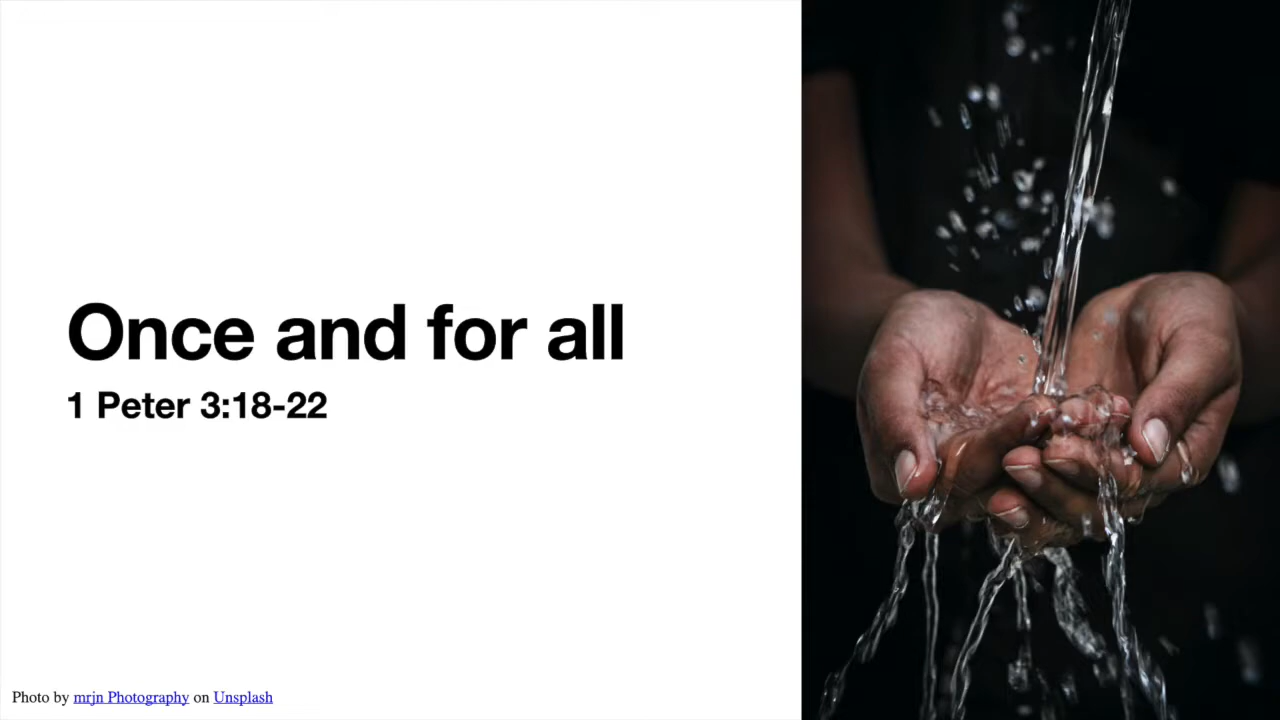 Once and for all
1 Peter 3:18-22
Photo by mrjn Photography on Unsplash